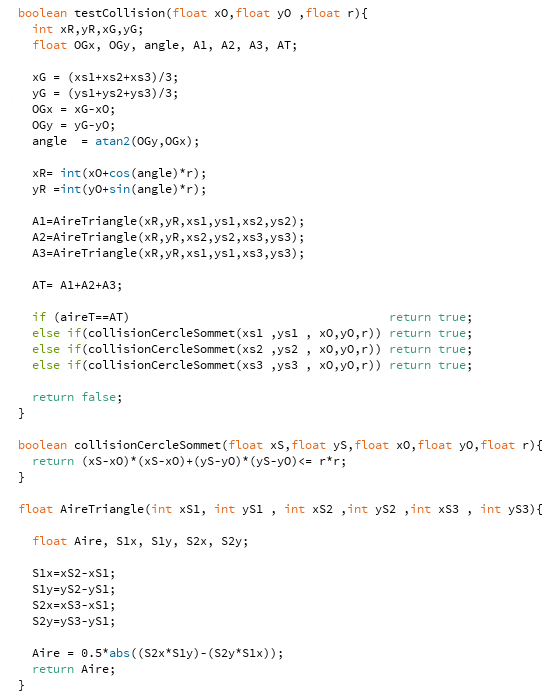 boolean testCollision(float xO,float yO ,float r){
int xR,yR,xG,yG;
float OGx, OGy, angle, A1, A2, A3, AT;
xG = (xs1+xs2+xs3)/3;
yG = (ys1+ys2+ys3)/3;
OGx = xG-xO;
OGy = yG-yO;
angle  = atan2(OGy,OGx);
xR= int(xO+cos(angle)*r);
yR =int(yO+sin(angle)*r);
A1=AireTriangle(xR,yR,xs1,ys1,xs2,ys2);
A2=AireTriangle(xR,yR,xs2,ys2,xs3,ys3);
A3=AireTriangle(xR,yR,xs1,ys1,xs3,ys3);
AT= A1+A2+A3;
if (aireT==AT) return true;
else if(collisionCercleSommet(xs1 ,ys1 , xO,yO,r)) return true;
else if(collisionCercleSommet(xs2 ,ys2 , xO,yO,r)) return true;
else if(collisionCercleSommet(xs3 ,ys3 , xO,yO,r)) return true;
return false;
}
boolean collisionCercleSommet(float xS,float yS,float xO,float yO,float r){
return (xS-xO)*(xS-xO)+(yS-yO)*(yS-yO)<= r*r;
}
float AireTriangle(int xS1, int yS1 , int xS2 ,int yS2 ,int xS3 , int yS3){
float Aire, S1x, S1y, S2x, S2y;
S1x=xS2-xS1;
S1y=yS2-yS1;
S2x=xS3-xS1;
S2y=yS3-yS1;
Aire = 0.5*abs((S2x*S1y)-(S2y*S1x));
return Aire;
}